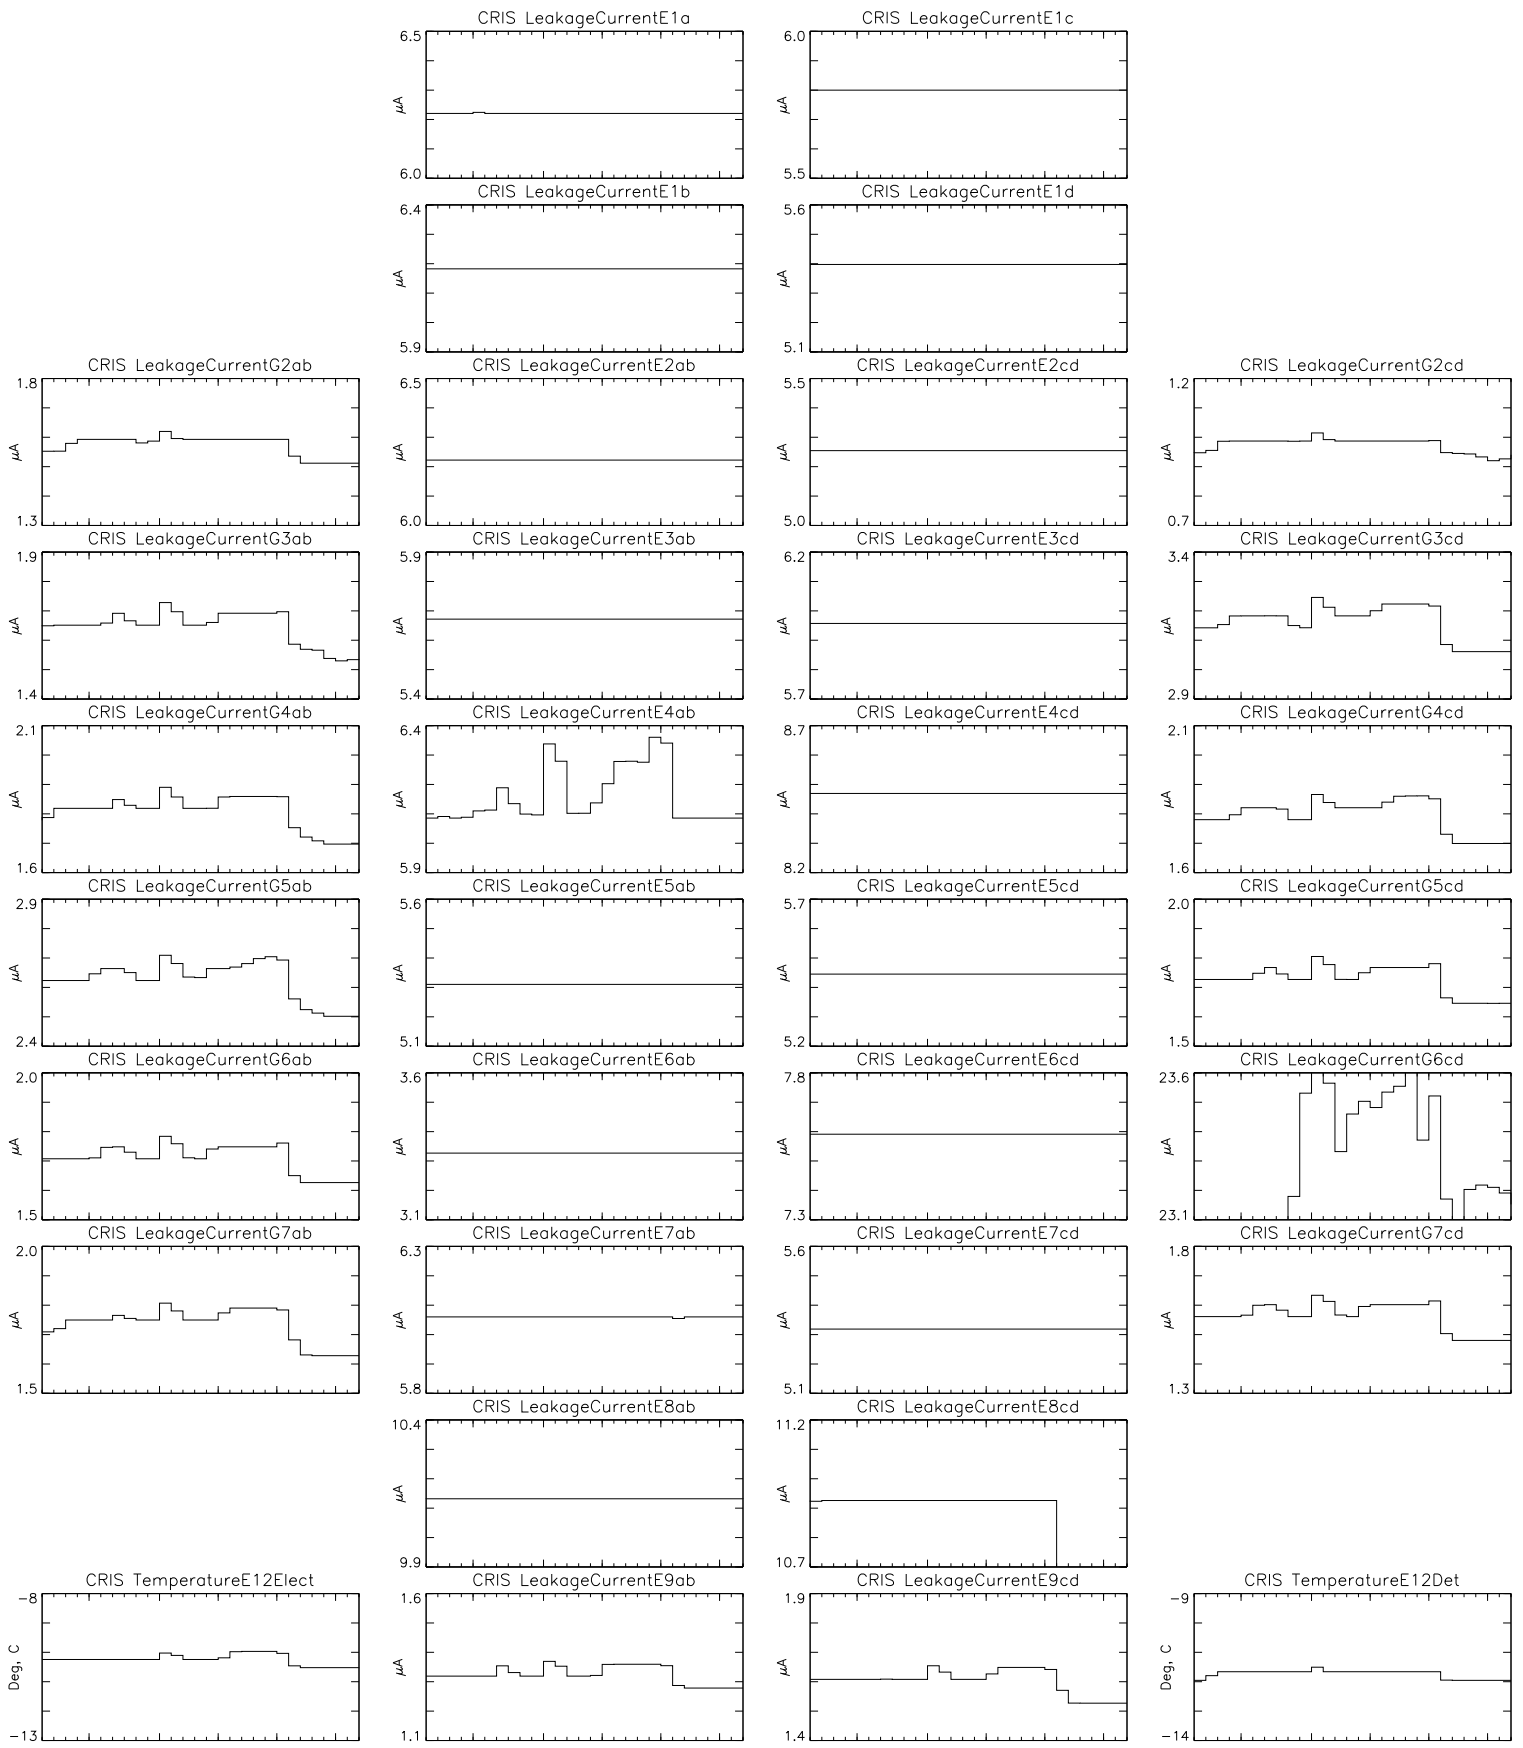 CRIS LeakageCurrentE1a
CRIS LeakageCurrentE1c
6.5
μA
6.0
6.0
μA
5.5
CRIS LeakageCurrentE1b
CRIS LeakageCurrentE1d
6.4
μA
5.9
5.6
μA
5.1
CRIS LeakageCurrentG2ab
CRIS LeakageCurrentE2ab
CRIS LeakageCurrentE2cd
CRIS LeakageCurrentG2cd
1.8
μA
1.3
6.5
μA
6.0
5.5
μA
5.0
1.2
μA
0.7
CRIS LeakageCurrentG3ab
CRIS LeakageCurrentE3ab
CRIS LeakageCurrentE3cd
CRIS LeakageCurrentG3cd
1.9
μA
1.4
5.9
μA
5.4
6.2
μA
5.7
3.4
μA
2.9
CRIS LeakageCurrentG4ab
CRIS LeakageCurrentE4ab
CRIS LeakageCurrentE4cd
CRIS LeakageCurrentG4cd
2.1
μA
1.6
6.4
μA
5.9
8.7
μA
8.2
2.1
μA
1.6
CRIS LeakageCurrentG5ab
CRIS LeakageCurrentE5ab
CRIS LeakageCurrentE5cd
CRIS LeakageCurrentG5cd
2.9
μA
2.4
5.6
μA
5.1
5.7
μA
5.2
2.0
μA
1.5
CRIS LeakageCurrentG6ab
CRIS LeakageCurrentE6ab
CRIS LeakageCurrentE6cd
CRIS LeakageCurrentG6cd
2.0
μA
1.5
3.6
μA
3.1
7.8
μA
7.3
23.6
μA
23.1
CRIS LeakageCurrentG7ab
CRIS LeakageCurrentE7ab
CRIS LeakageCurrentE7cd
CRIS LeakageCurrentG7cd
2.0
μA
1.5
6.3
μA
5.8
5.6
μA
5.1
1.8
μA
1.3
CRIS LeakageCurrentE8ab
CRIS LeakageCurrentE8cd
10.4
μA
9.9
11.2
μA
10.7
CRIS TemperatureE12Elect
CRIS LeakageCurrentE9ab
CRIS LeakageCurrentE9cd
CRIS TemperatureE12Det
-8
Deg, C
-13
1.6
μA
1.1
1.9
μA
1.4
-9
Deg, C
-14